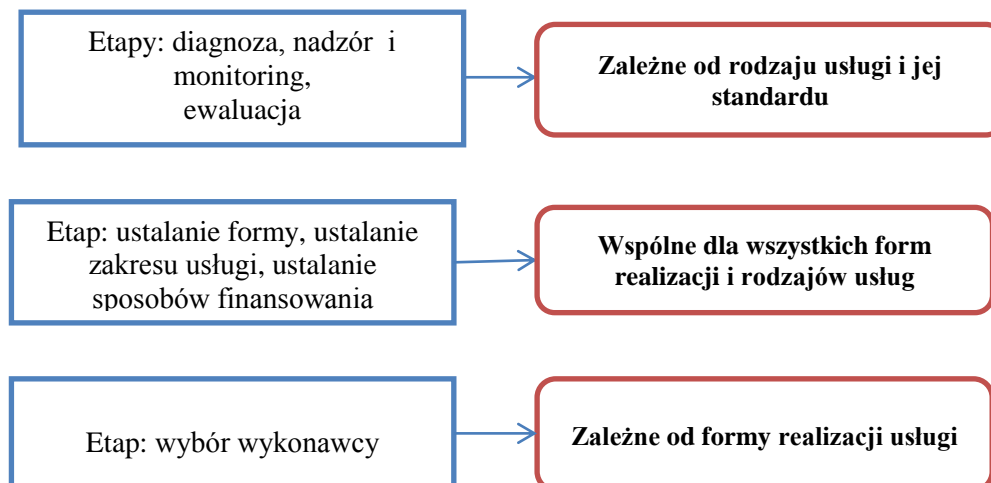 Etapy: diagnoza, nadzór i
monitoring,
ewaluacja
Zależne od rodzaju usługi i jej
standardu
Etap: ustalanie formy, ustalanie
zakresu usługi, ustalanie
sposobów finansowania
Wspólne dla wszystkich form
realizacji i rodzajów usług
Etap: wybór wykonawcy
Zależne od formy realizacji usługi